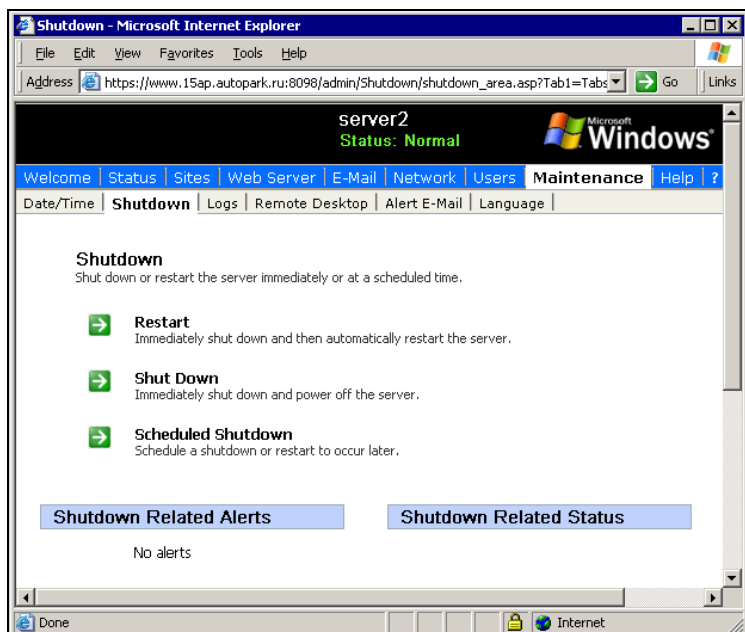 Shutdown - Microsoft Internet Explorer
File Edit View Favorites Tools Help
Address https://www.15ap.autopark.ru:8098/admin/Shutdown/shutdown_area.asp?Tab1=Tabs Go Links
server2
Status: Normal
Microsoft
Windows
Welcome Status Sites Web Server E-Mail Network Users Maintenance Help ?
Date/Time Shutdown Logs Remote Desktop Alert E-Mail Language
Shutdown
Shut down or restart the server immediately or at a scheduled time.
Restart
Immediately shut down and then automatically restart the server.
Shut Down
Immediately shut down and power off the server.
Scheduled Shutdown
Schedule a shutdown or restart to occur later.
Shutdown Related Alerts Shutdown Related Status
No alerts
Done Internet